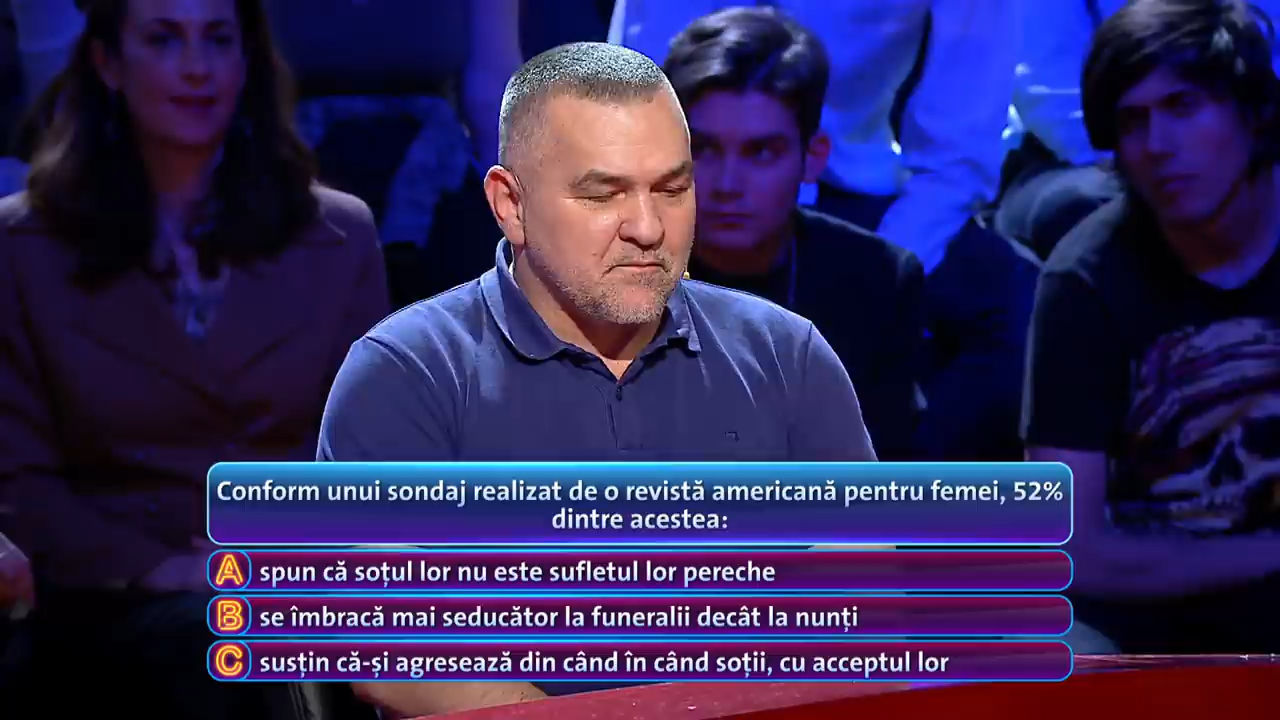 Conform unui sondaj realizat de o revistă americană pentru femei, 52%
dintre acestea:
A spun că soțul lor nu este sufletul lor pereche
B se îmbracă mai seducător la funeralii decât la nunți
C susțin că-și agresează din când în când soții, cu acceptul lor